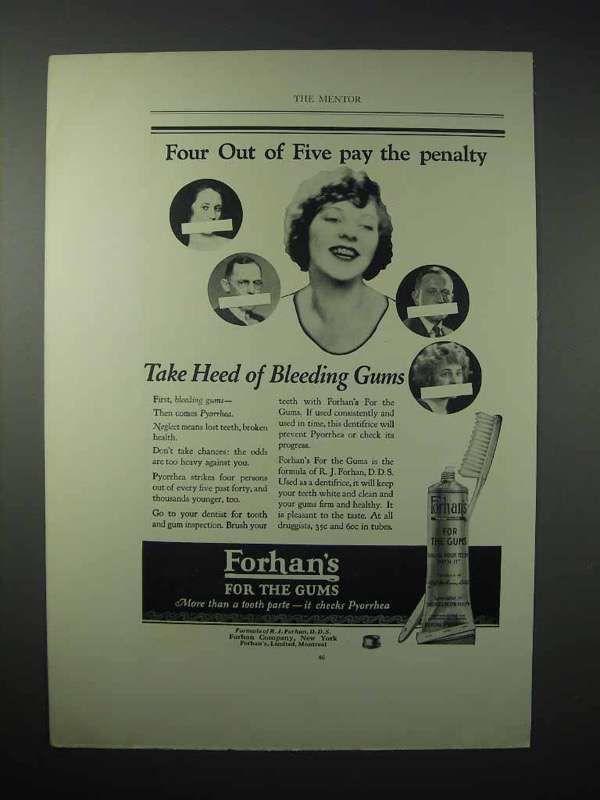 THE MENTOR
Four Out of Five pay the penalty
Take Heed of Bleeding Gums
First, bleeding gums—
Then comes Pyorrhea.
Neglect means lost teeth, broken
health.
Don't take chances: the odds
are too heavy against you.
Pyorrhea strikes four persons
out of every five past forty, and
thousands younger, too.
Go to your dentist for tooth
and gum inspection. Brush your
teeth with Forhan's For the
Gums. If used consistently and
used in time, this dentifrice will
prevent Pyorrhea or check its
progress.
Forhan's For the Gums is the
formula of R. J. Forhan, D. D. S.
Used as a dentifrice, it will keep
your teeth white and clean and
your gums firm and healthy. It
is pleasant to the taste. At all
druggists, 35c and 60c in tubes.
Forhan's
FOR
THE GUMS
BRUSH YOUR TEETH
WITH IT
Forhan's
FOR THE GUMS
More than a tooth paste—it checks Pyorrhea
Formula of R. J. Forhan, D. D. S.
Forhan Company, New York
Forhan's, Limited, Montreal
46